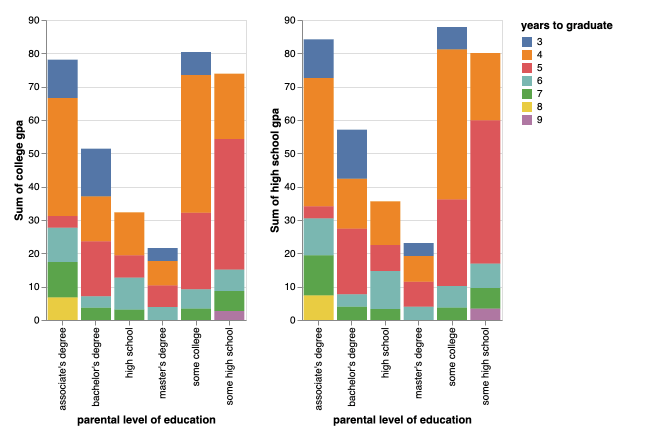 Sum of college gpa
90
80
70
60
50
40
30
20
10
0
associate's degree
bachelor's degree
high school
master's degree
some college
some high school
parental level of education
Sum of high school gpa
90
80
70
60
50
40
30
20
10
0
associate's degree
bachelor's degree
high school
master's degree
some college
some high school
parental level of education
years to graduate
3
4
5
6
7
8
9